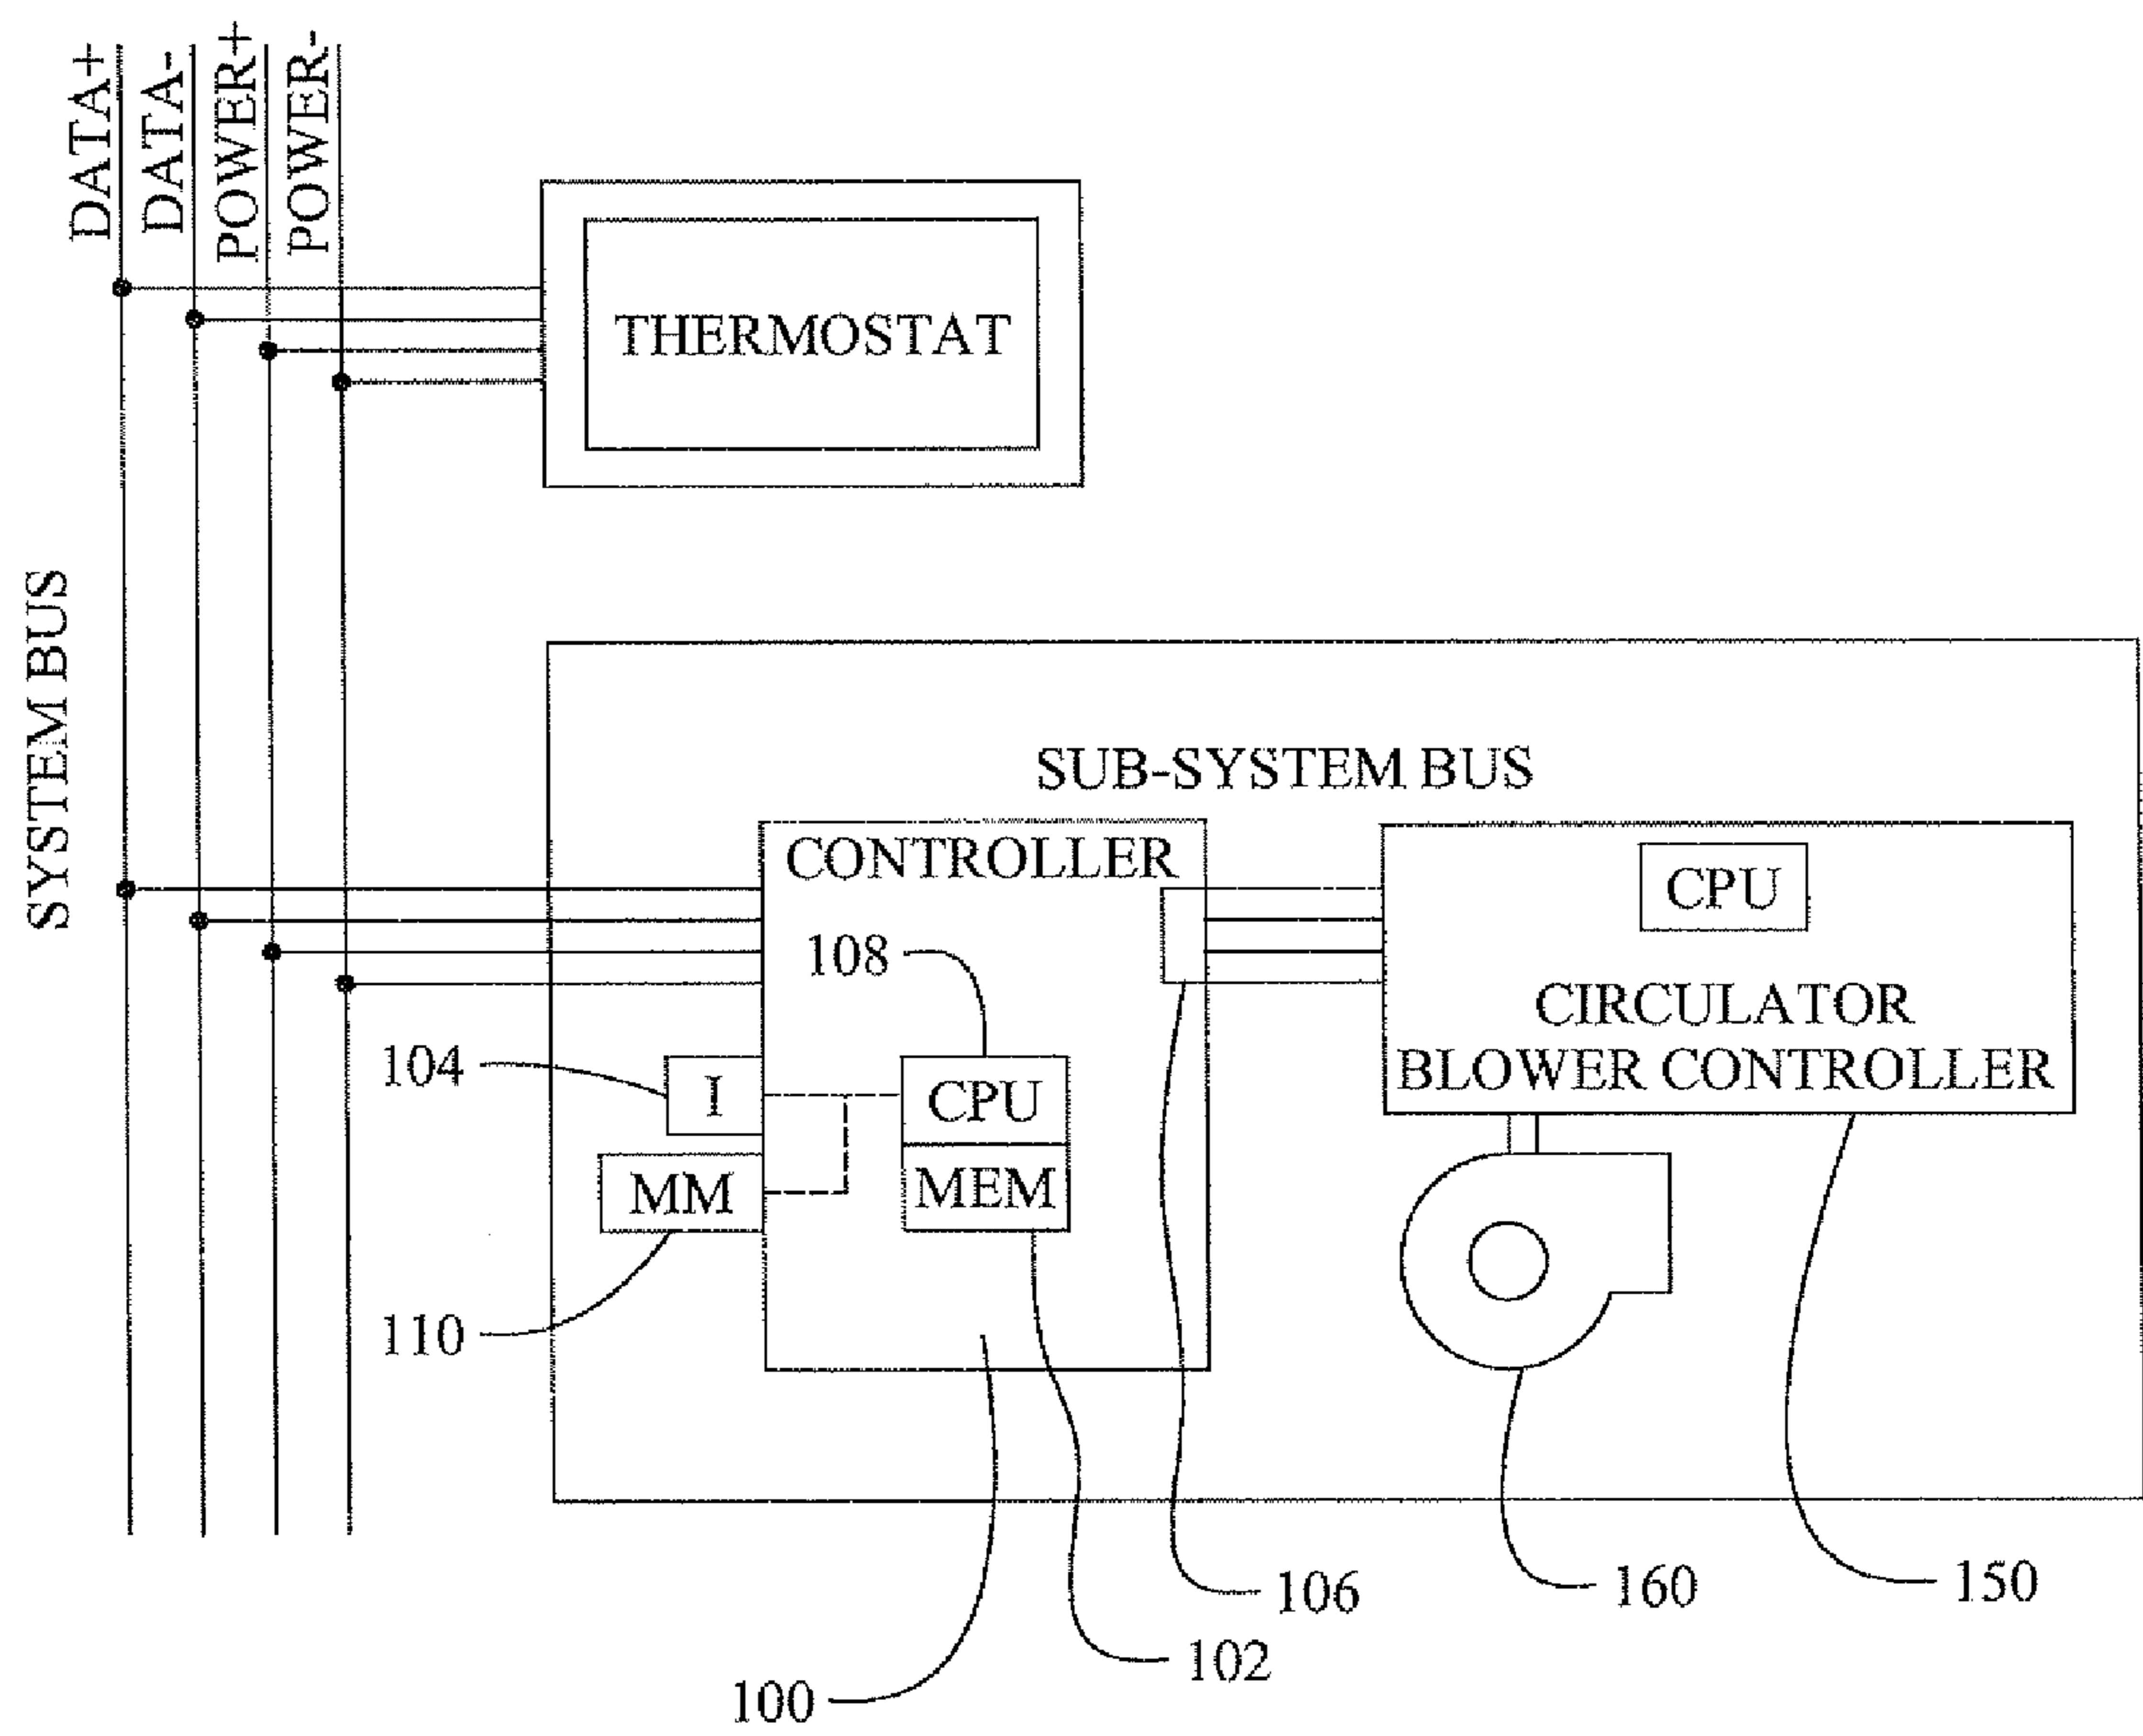 DATA+
DATA-
POWER+
POWER-
THERMOSTAT
SYSTEM BUS
SUB-SYSTEM BUS
CONTROLLER
CPU
108
CIRCULATOR
BLOWER CONTROLLER
104
I
CPU
MM
MEM
110
106
160
150
102
100